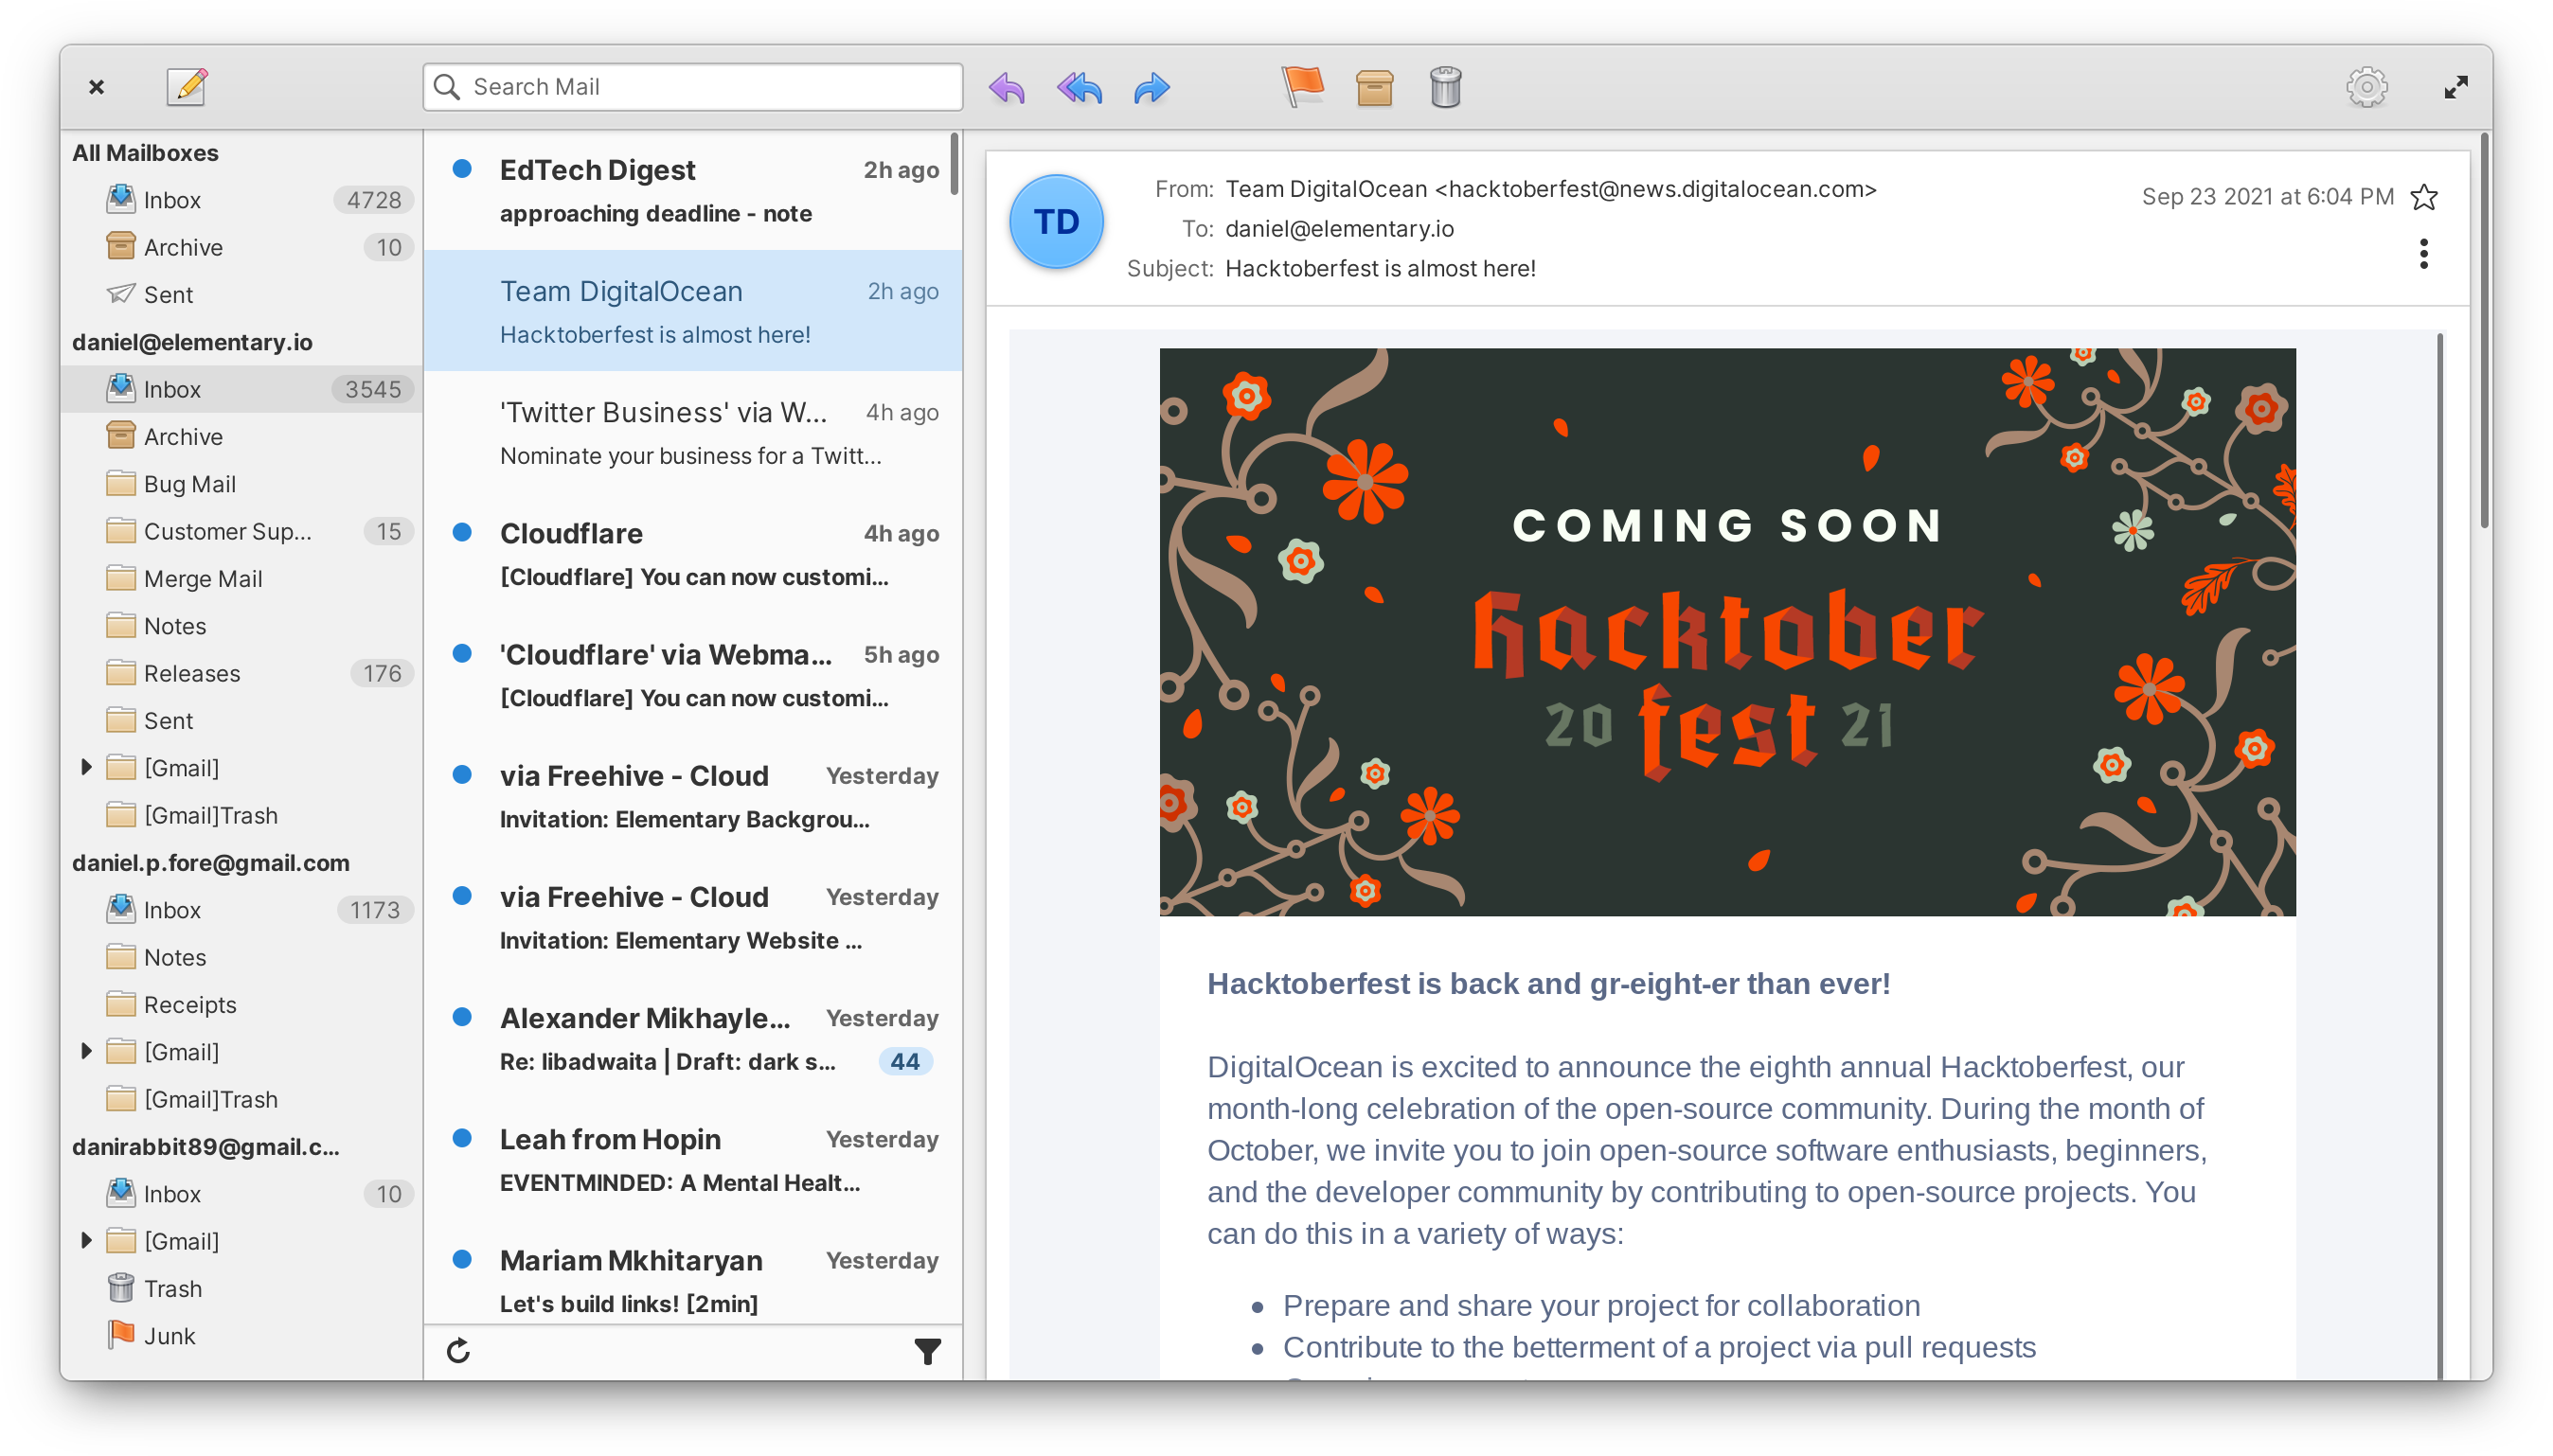 Search Mail
All Mailboxes
Inbox 4728
Archive 10
Sent
daniel@elementary.io
Inbox 3545
Archive
Bug Mail
Customer Sup... 15
Merge Mail
Notes
Releases 176
Sent
[Gmail]
[Gmail]Trash
daniel.p.fore@gmail.com
Inbox 1173
Notes
Receipts
[Gmail]
[Gmail]Trash
danirabbit89@gmail.c...
Inbox 10
[Gmail]
Trash
Junk
EdTech Digest 2h ago
approaching deadline - note
Team DigitalOcean 2h ago
Hacktoberfest is almost here!
'Twitter Business' via W... 4h ago
Nominate your business for a Twitt...
Cloudflare 4h ago
[Cloudflare] You can now customi...
'Cloudflare' via Webma... 5h ago
[Cloudflare] You can now customi...
via Freehive - Cloud Yesterday
Invitation: Elementary Backgrou...
via Freehive - Cloud Yesterday
Invitation: Elementary Website ...
Alexander Mikhayle... Yesterday
Re: libadwaita | Draft: dark s... 44
Leah from Hopin Yesterday
EVENTMINDED: A Mental Healt...
Mariam Mkhitaryan Yesterday
Let's build links! [2min]
TD
From: Team DigitalOcean <hacktoberfest@news.digitalocean.com>
Sep 23 2021 at 6:04 PM
To: daniel@elementary.io
Subject: Hacktoberfest is almost here!
COMING SOON
hacktober
20 fest 21
Hacktoberfest is back and gr-eight-er than ever!
DigitalOcean is excited to announce the eighth annual Hacktoberfest, our
month-long celebration of the open-source community. During the month of
October, we invite you to join open-source software enthusiasts, beginners,
and the developer community by contributing to open-source projects. You
can do this in a variety of ways:
• Prepare and share your project for collaboration
• Contribute to the betterment of a project via pull requests